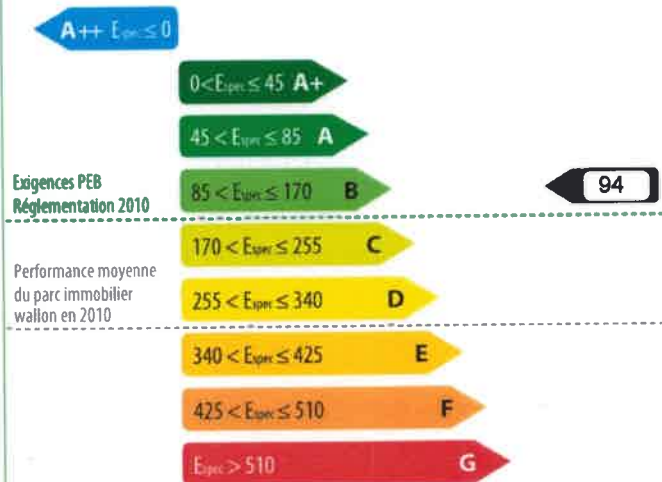 A++ Espec ≤ 0
0 < Espec ≤ 45 A+
45 < Espec ≤ 85 A
Exigences PEB
Réglementation 2010
85 < Espec ≤ 170 B
94
170 < Espec ≤ 255 C
Performance moyenne
du parc immobilier
wallon en 2010
255 < Espec ≤ 340 D
340 < Espec ≤ 425 E
425 < Espec ≤ 510 F
Espec > 510 G